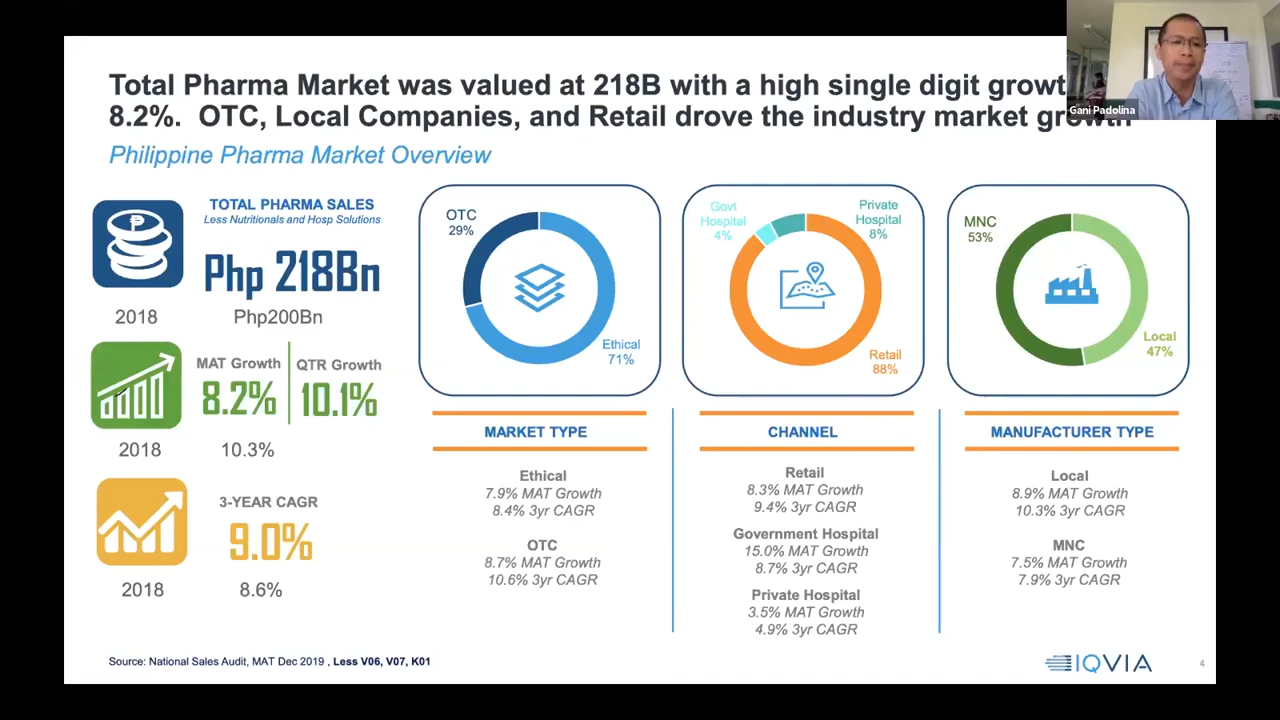 Total Pharma Market was valued at 218B with a high single digit
8.2%. OTC, Local Companies, and Retail drove the industry market growth
Philippine Pharma Market Overview
Gani Padolina
TOTAL PHARMA SALES
Less Nutritionals and Hosp Solutions
Php 218Bn
2018 Php200Bn
MAT Growth QTR Growth
8.2% 10.1%
2018 10.3%
3-YEAR CAGR
9.0%
2018 8.6%
OTC
29%
Ethical
71%
MARKET TYPE
Ethical
7.9% MAT Growth
8.4% 3yr CAGR
OTC
8.7% MAT Growth
10.6% 3yr CAGR
Govt
Hospital
4%
Private
Hospital
8%
Retail
88%
CHANNEL
Retail
8.3% MAT Growth
9.4% 3yr CAGR
Government Hospital
15.0% MAT Growth
8.7% 3yr CAGR
Private Hospital
3.5% MAT Growth
4.9% 3yr CAGR
MNC
53%
Local
47%
MANUFACTURER TYPE
Local
8.9% MAT Growth
10.3% 3yr CAGR
MNC
7.5% MAT Growth
7.9% 3yr CAGR
Source: National Sales Audit, MAT Dec 2019 , Less V06, V07, K01
IQVIA
4